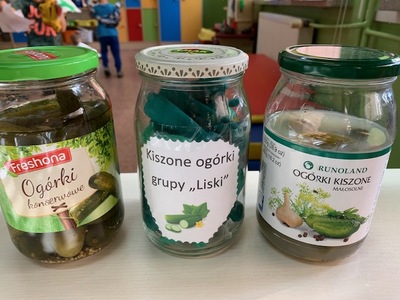 Freshona
Ogórki
konserwowe
Kiszone ogórki
grupy „Liski”
RUNOLAND
OGÓRKI KISZONE
MAŁOSOLNE